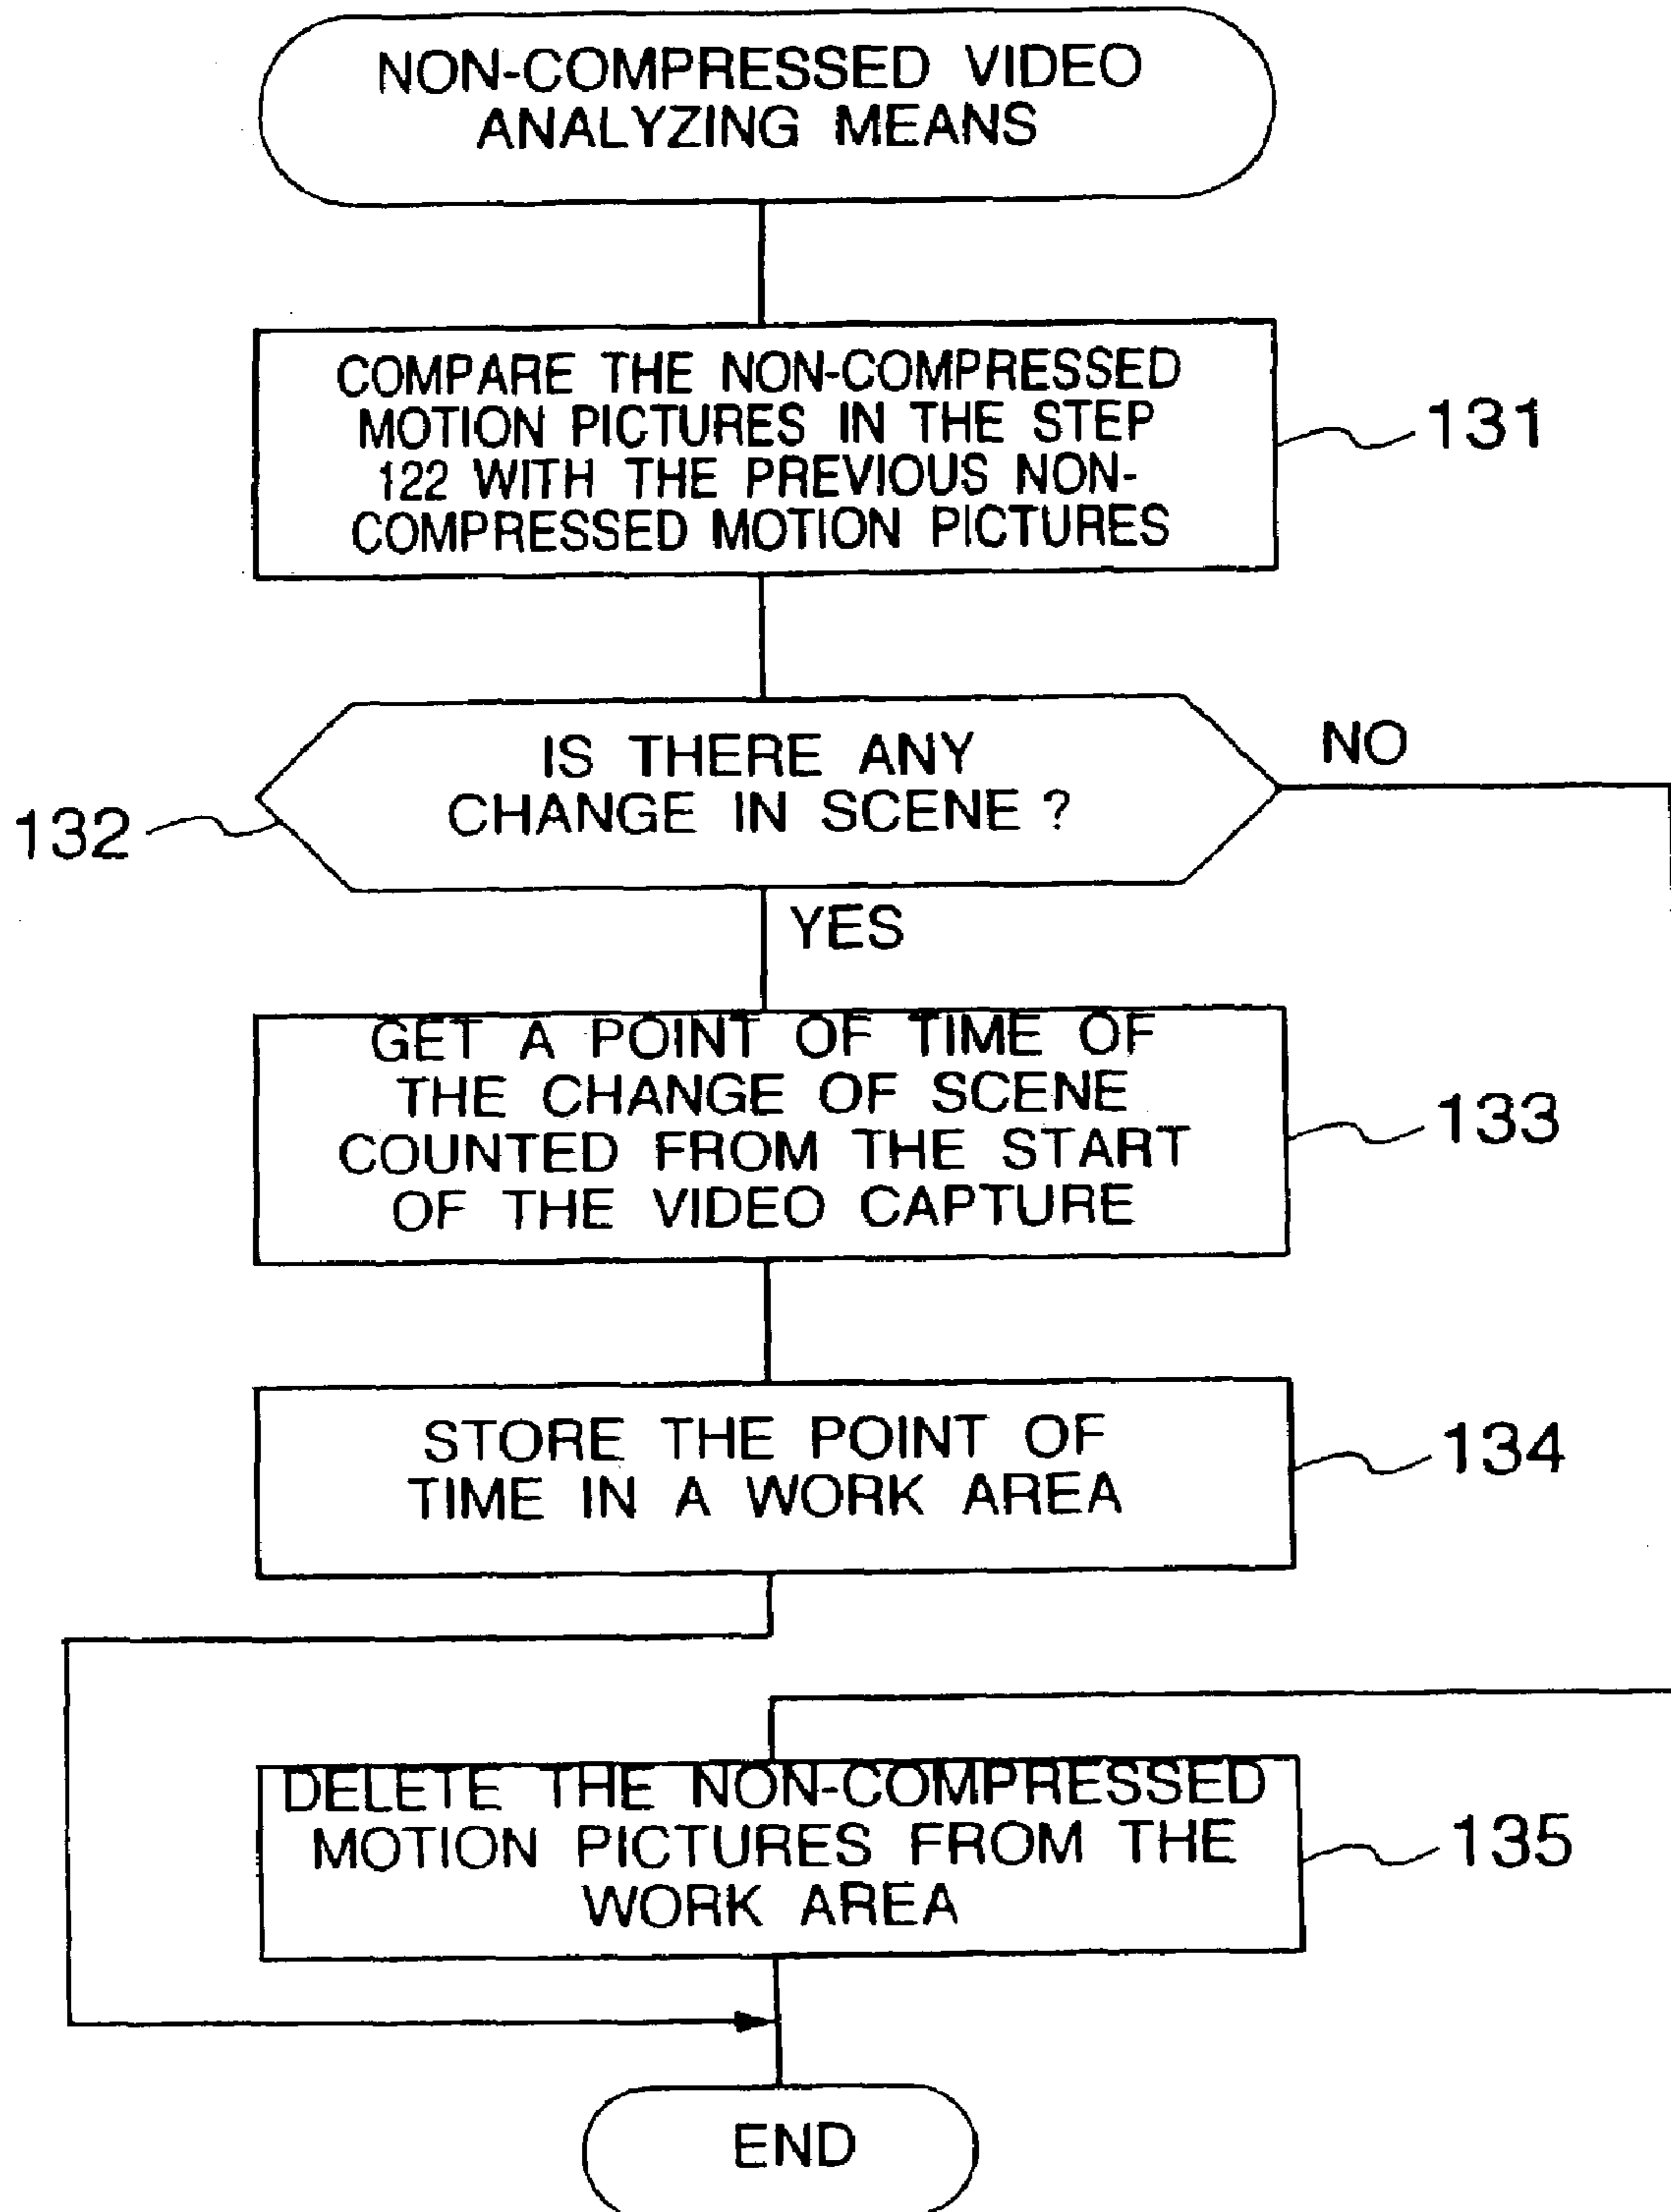 NON-COMPRESSED VIDEO
ANALYZING MEANS
COMPARE THE NON-COMPRESSED
MOTION PICTURES IN THE STEP
122 WITH THE PREVIOUS NON-
COMPRESSED MOTION PICTURES
131
IS THERE ANY
CHANGE IN SCENE ?
NO
132
YES
GET A POINT OF TIME OF
THE CHANGE OF SCENE
COUNTED FROM THE START
OF THE VIDEO CAPTURE
133
STORE THE POINT OF
TIME IN A WORK AREA
134
DELETE THE NON-COMPRESSED
MOTION PICTURES FROM THE
WORK AREA
135
END